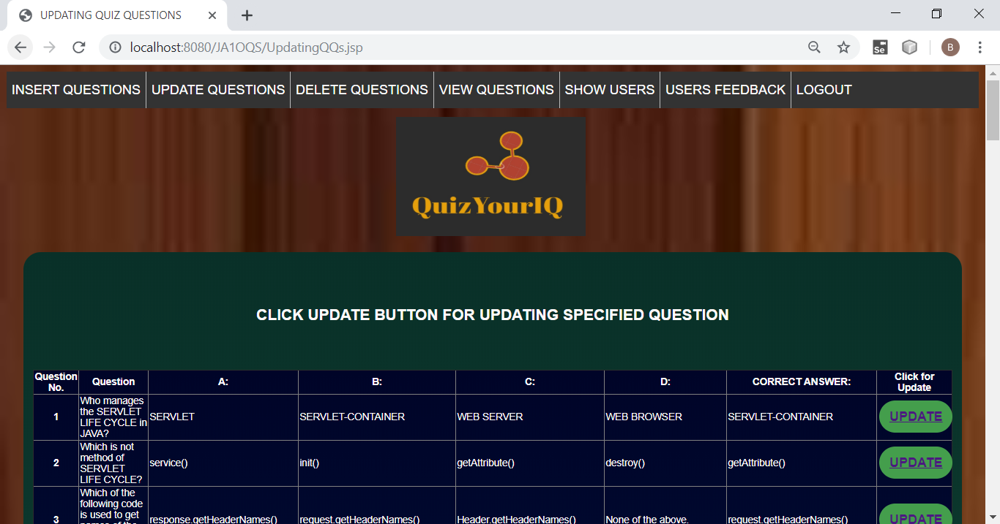 UPDATING QUIZ QUESTIONS
localhost:8080/JA1OQS/UpdatingQQs.jsp
Se
B
INSERT QUESTIONS UPDATE QUESTIONS DELETE QUESTIONS VIEW QUESTIONS SHOW USERS USERS FEEDBACK LOGOUT
QuizYourIQ
CLICK UPDATE BUTTON FOR UPDATING SPECIFIED QUESTION
Question No. Question A: B: C: D: CORRECT ANSWER: Click for Update
1 Who manages the SERVLET LIFE CYCLE in JAVA? SERVLET SERVLET-CONTAINER WEB SERVER WEB BROWSER SERVLET-CONTAINER UPDATE
2 Which is not method of SERVLET LIFE CYCLE? service() init() getAttribute() destroy() getAttribute() UPDATE
3 Which of the following code is used to get names of the response.getHeaderNames() request.getHeaderNames() Header.getHeaderNames() None of the above. request.getHeaderNames() UPDATE